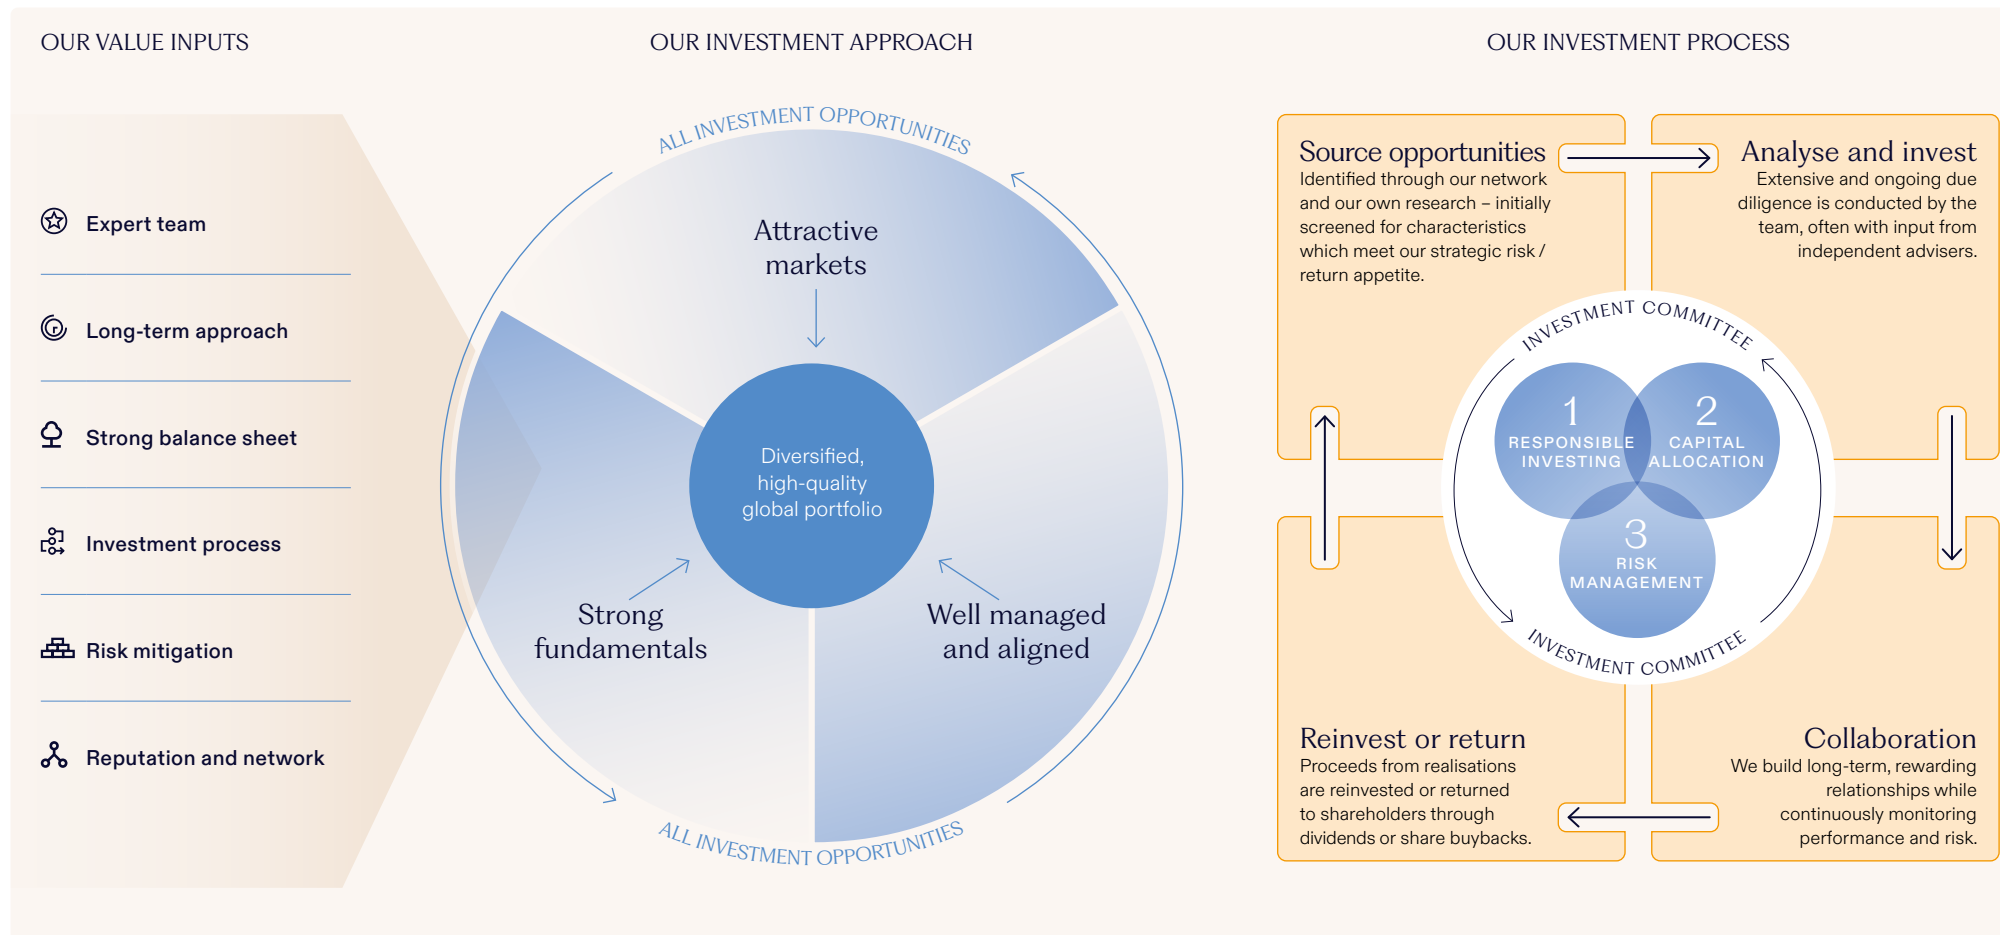 OUR VALUE INPUTS
Expert team
Long-term approach
Strong balance sheet
Investment process
Risk mitigation
Reputation and network
OUR INVESTMENT APPROACH
ALL INVESTMENT OPPORTUNITIES
Attractive
markets
Diversified,
high-quality
global portfolio
Strong
fundamentals
Well managed
and aligned
ALL INVESTMENT OPPORTUNITIES
OUR INVESTMENT PROCESS
Source opportunities
Identified through our network
and our own research – initially
screened for characteristics
which meet our strategic risk /
return appetite.
Analyse and invest
Extensive and ongoing due
diligence is conducted by the
team, often with input from
independent advisers.
INVESTMENT COMMITTEE
1
RESPONSIBLE
INVESTING
2
CAPITAL
ALLOCATION
3
RISK
MANAGEMENT
INVESTMENT COMMITTEE
Reinvest or return
Proceeds from realisations
are reinvested or returned
to shareholders through
dividends or share buybacks.
Collaboration
We build long-term, rewarding
relationships while
continuously monitoring
performance and risk.